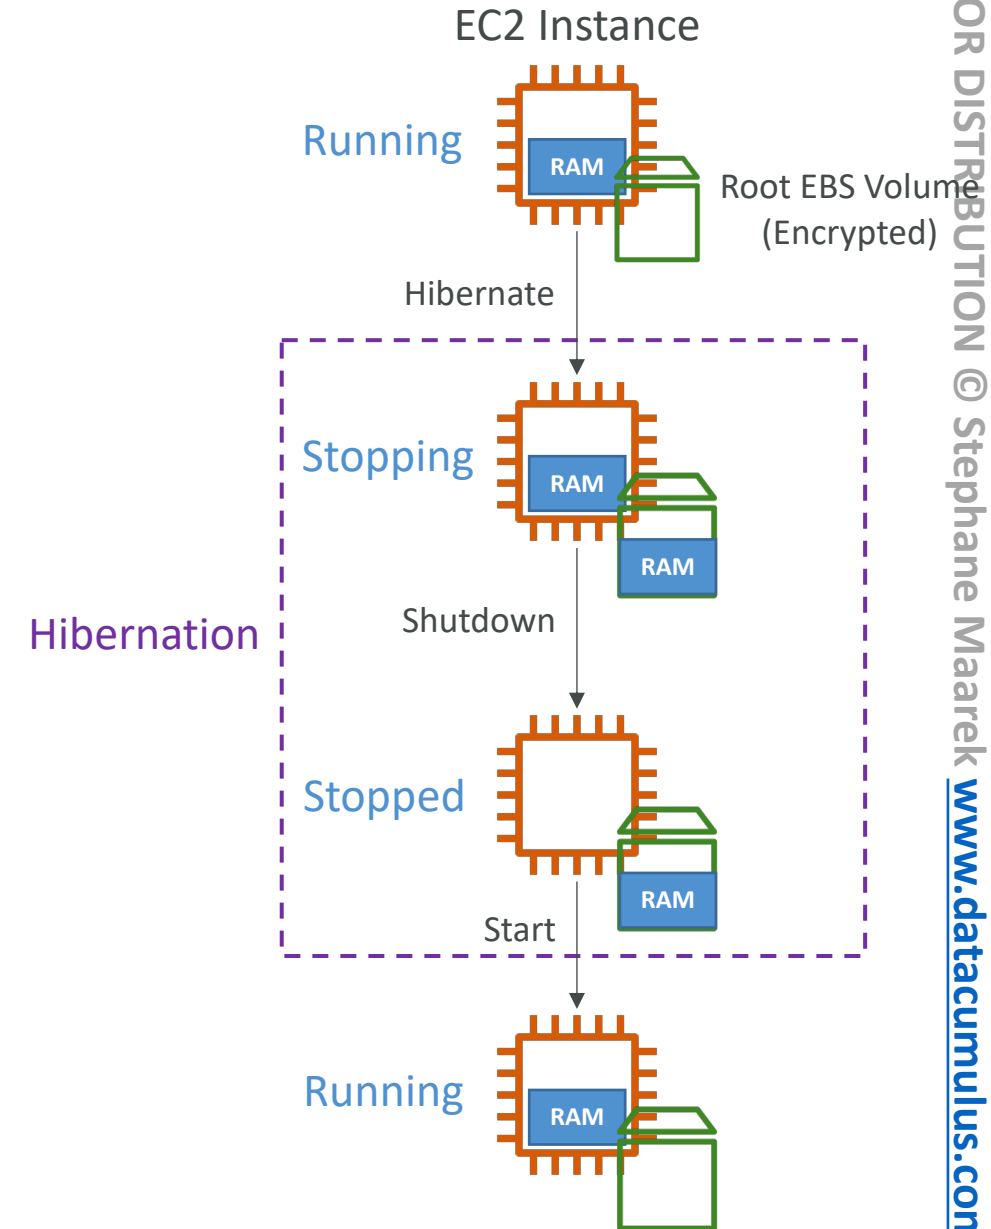 EC2 Instance
Running
RAM
Root EBS Volume
(Encrypted)
Hibernate
Stopping
RAM
RAM
Shutdown
Hibernation
Stopped
RAM
Start
Running
RAM
OR DISTRIBUTION © Stephane Maarek www.datacumulus.com